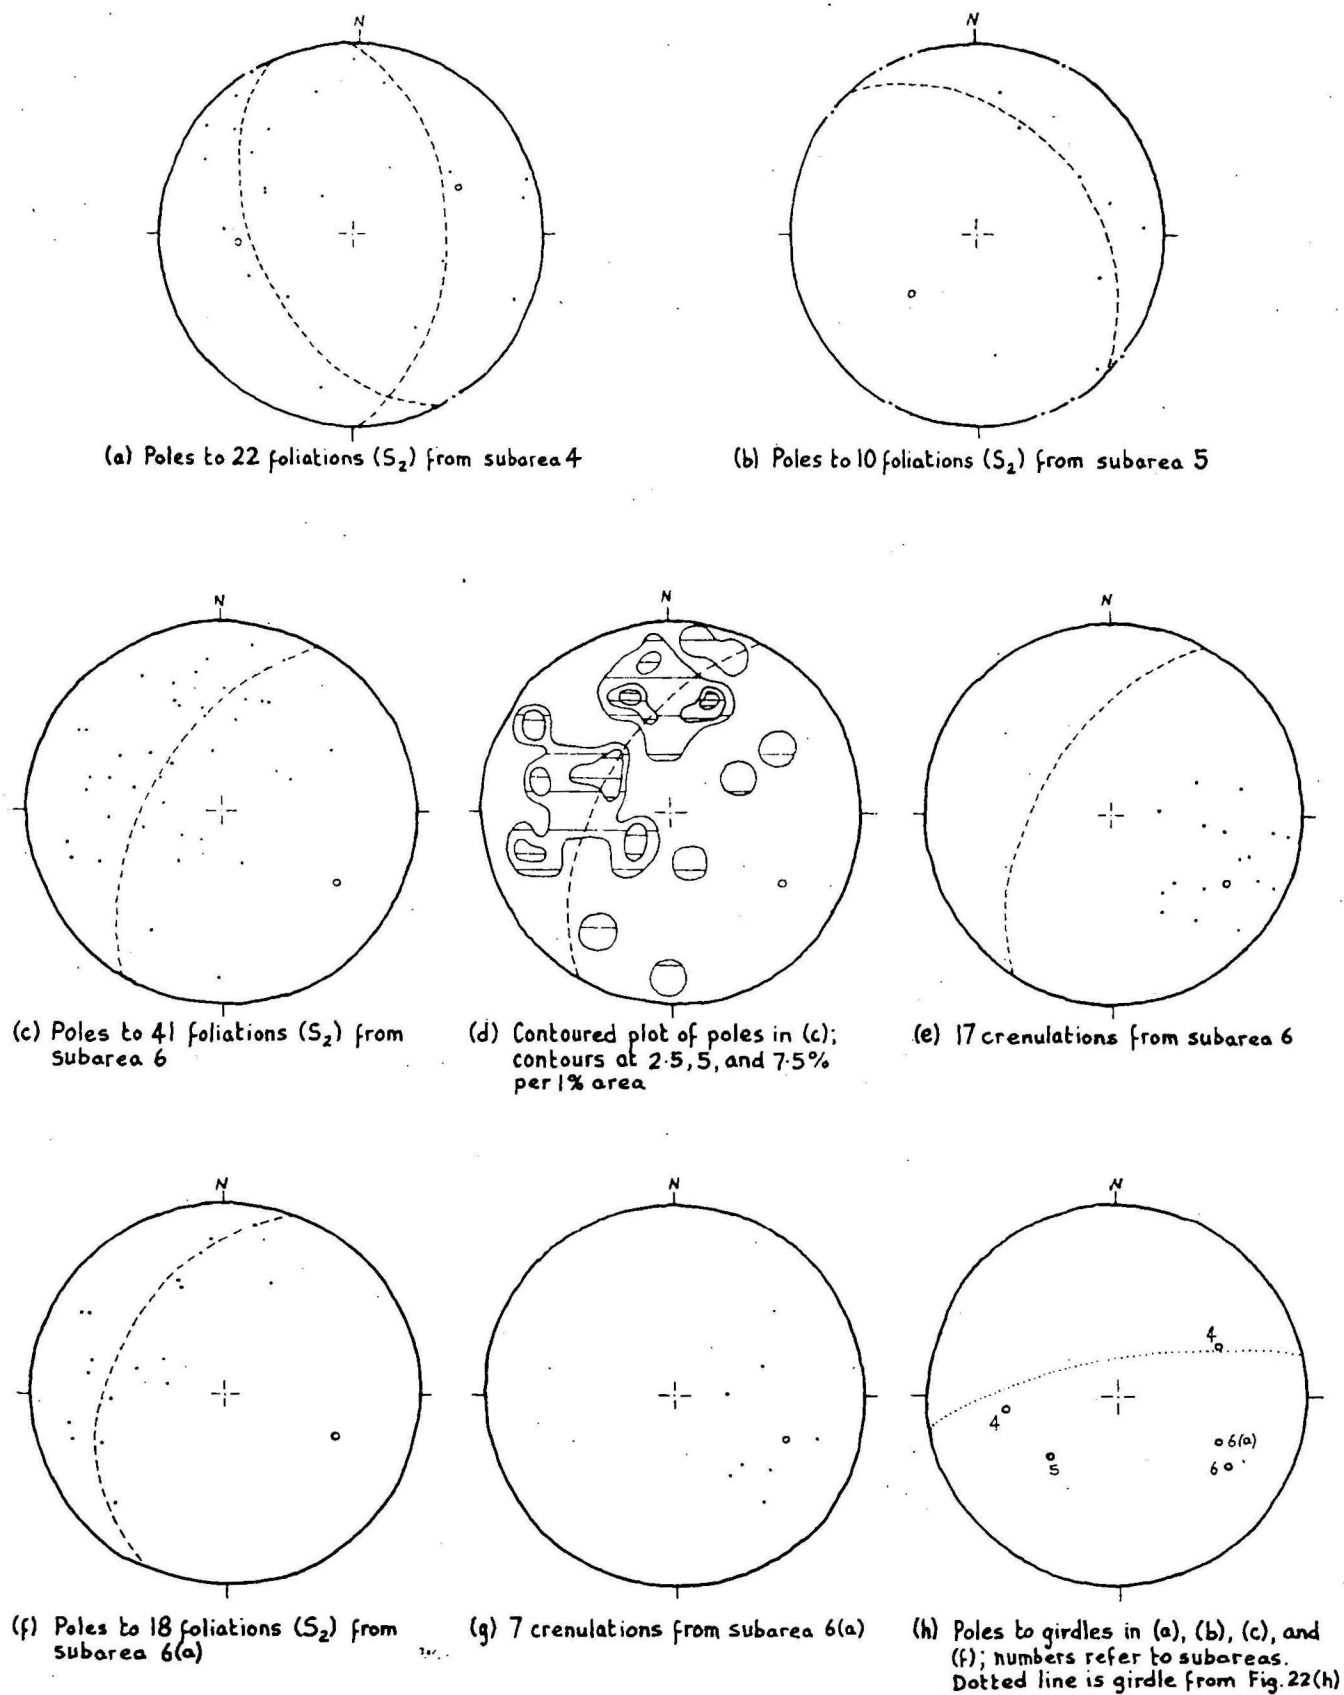 N
N
(a) Poles to 22 foliations (S₂) from subarea 4
(b) Poles to 10 foliations (S₂) from subarea 5
N
N
N
(c) Poles to 41 foliations (S₂) from
subarea 6
(d) Contoured plot of poles in (c);
contours at 2·5, 5, and 7·5%
per 1% area
(e) 17 crenulations from subarea 6
N
N
N
4
4
5
6(a)
6
(f) Poles to 18 foliations (S₂) from
subarea 6(a)
(g) 7 crenulations from subarea 6(a)
(h) Poles to girdles in (a), (b), (c), and
(f); numbers refer to subareas.
Dotted line is girdle from Fig. 22(h)